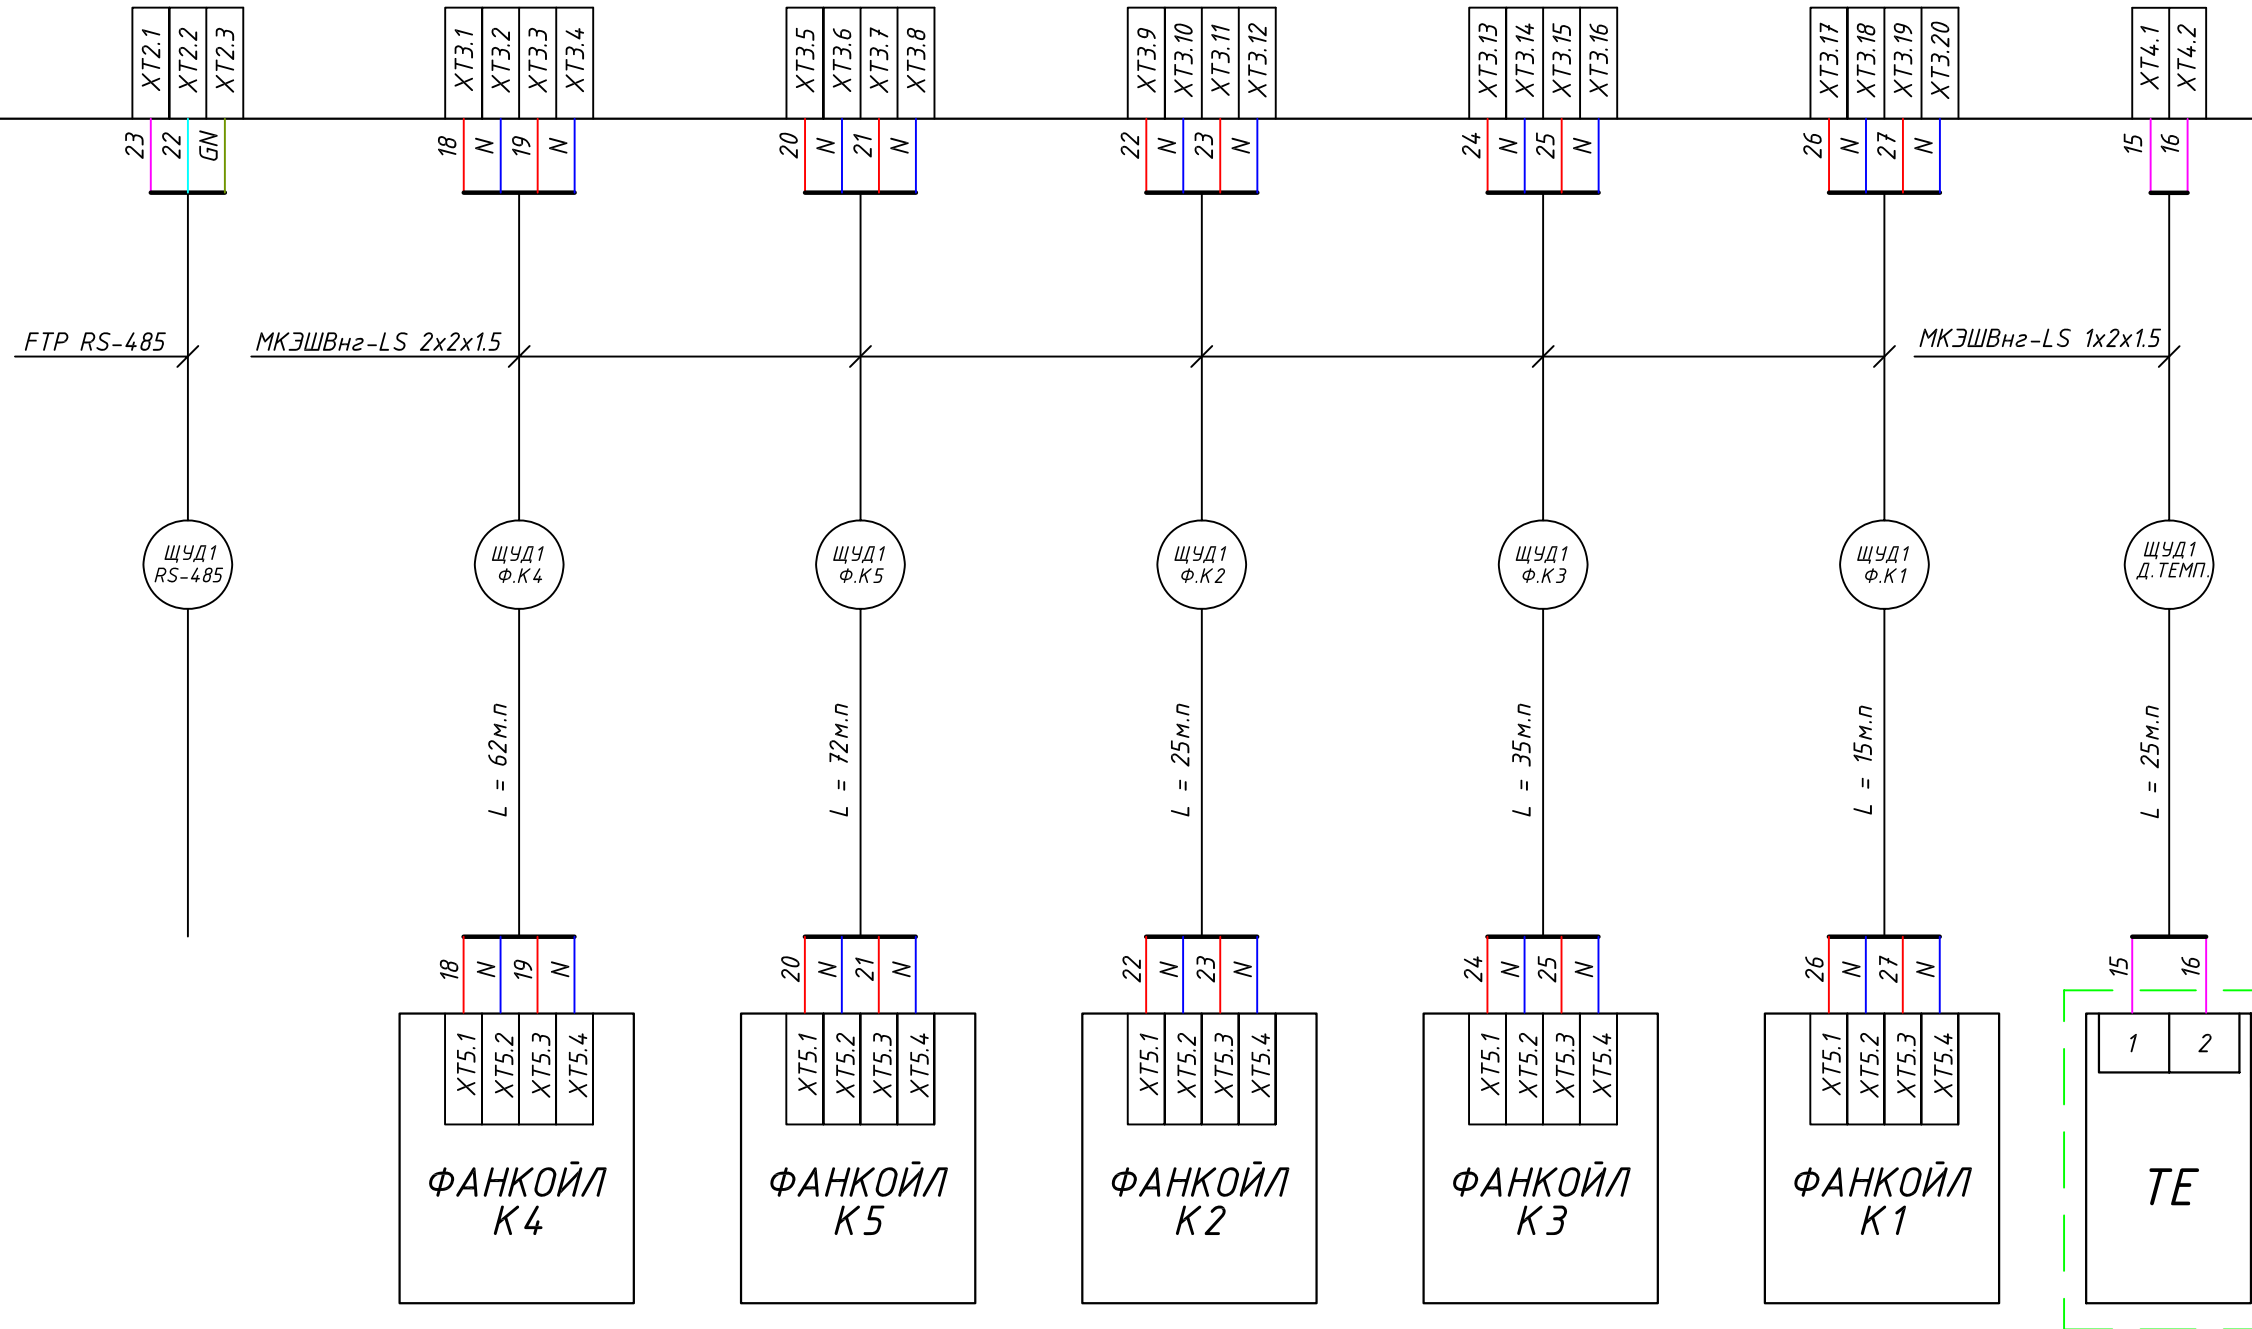 XT2.1 XT2.2 XT2.3 XT3.1 XT3.2 XT3.3 XT3.4 XT3.5 XT3.6 XT3.7 XT3.8 XT3.9 XT3.10 XT3.11 XT3.12 XT3.13 XT3.14 XT3.15 XT3.16 XT3.17 XT3.18 XT3.19 XT3.20 XT4.1 XT4.2
23 22 GN 18 N 19 N 20 N 21 N 22 N 23 N 24 N 25 N 26 N 27 N 15 16
FTP RS-485 МКЭШВнг-LS 2x2x1.5 МКЭШВнг-LS 1x2x1.5
ЩУД1
RS-485
ЩУД1
Ф.К4
ЩУД1
Ф.К5
ЩУД1
Ф.К2
ЩУД1
Ф.К3
ЩУД1
Ф.К1
ЩУД1
Д.ТЕМП.
L = 62м.п
L = 72м.п
L = 25м.п
L = 35м.п
L = 15м.п
L = 25м.п
18 N 19 N 20 N 21 N 22 N 23 N 24 N 25 N 26 N 27 N 15 16
XT5.1 XT5.2 XT5.3 XT5.4 XT5.1 XT5.2 XT5.3 XT5.4 XT5.1 XT5.2 XT5.3 XT5.4 XT5.1 XT5.2 XT5.3 XT5.4 XT5.1 XT5.2 XT5.3 XT5.4 1 2
ФАНКОЙЛ
К4
ФАНКОЙЛ
К5
ФАНКОЙЛ
К2
ФАНКОЙЛ
К3
ФАНКОЙЛ
К1
TE